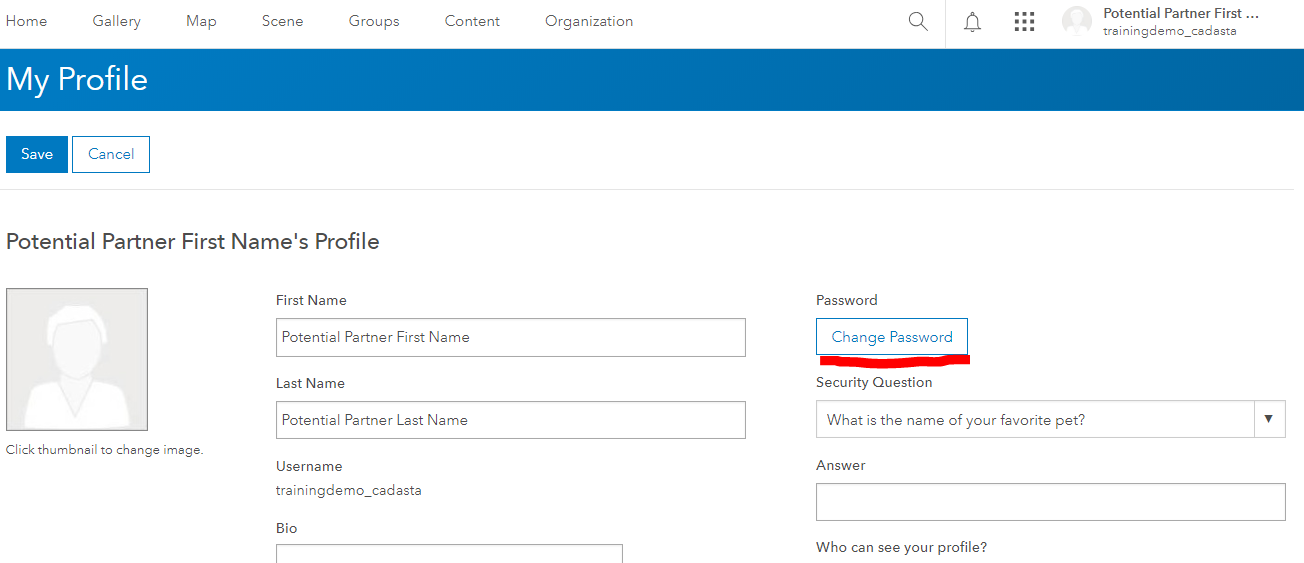 Home Gallery Map Scene Groups Content Organization
Potential Partner First ...
trainingdemo_cadasta
My Profile
Save Cancel
Potential Partner First Name's Profile
Click thumbnail to change image.
First Name
Potential Partner First Name
Last Name
Potential Partner Last Name
Username
trainingdemo_cadasta
Bio
Password
Change Password
Security Question
What is the name of your favorite pet?
Answer
Who can see your profile?